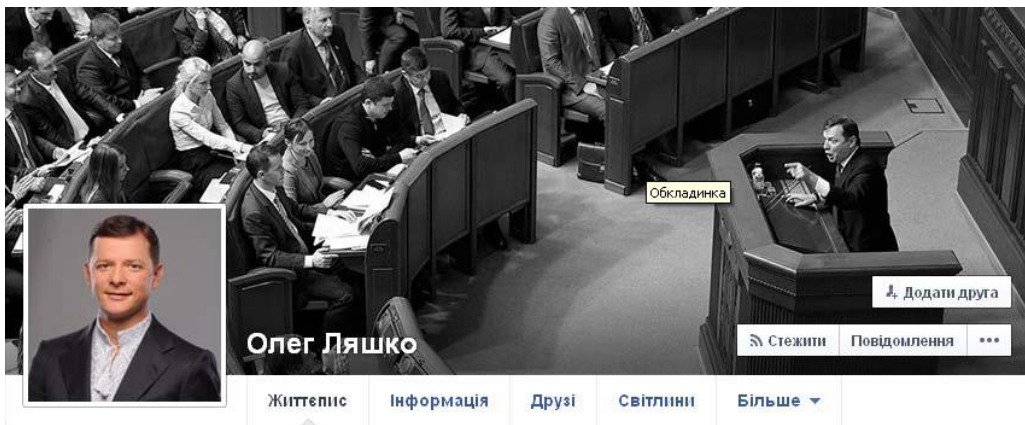 Обкладинка
Додати друга
Олег Ляшко
Стежити Повідомлення •••
Життєпис Інформація Друзі Світлини Більше